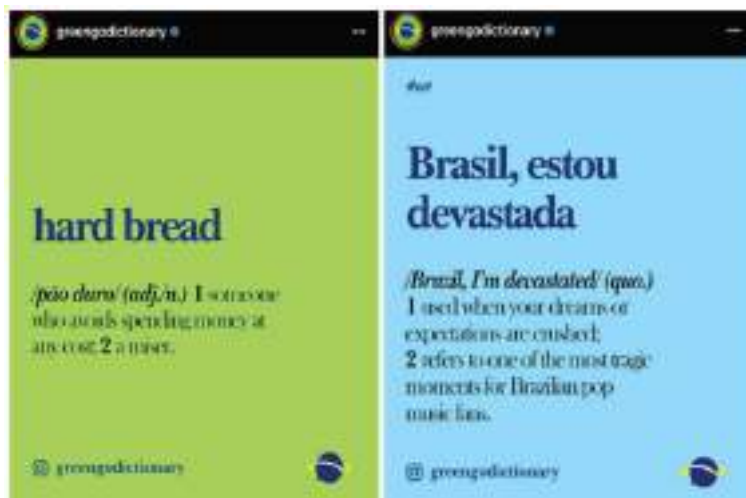 greengodictionary
hard bread
/pão duro/ (adj./n.) 1 someone
who avoids spending money at
any cost; 2 a miser.
greengodictionary
greengodictionary
Brasil, estou
devastada
/Brazil, I'm devastated/ (quo.)
1 used when your dreams or
expectations are crushed;
2 refers to one of the most tragic
moments for Brazilian pop
music fans.
greengodictionary